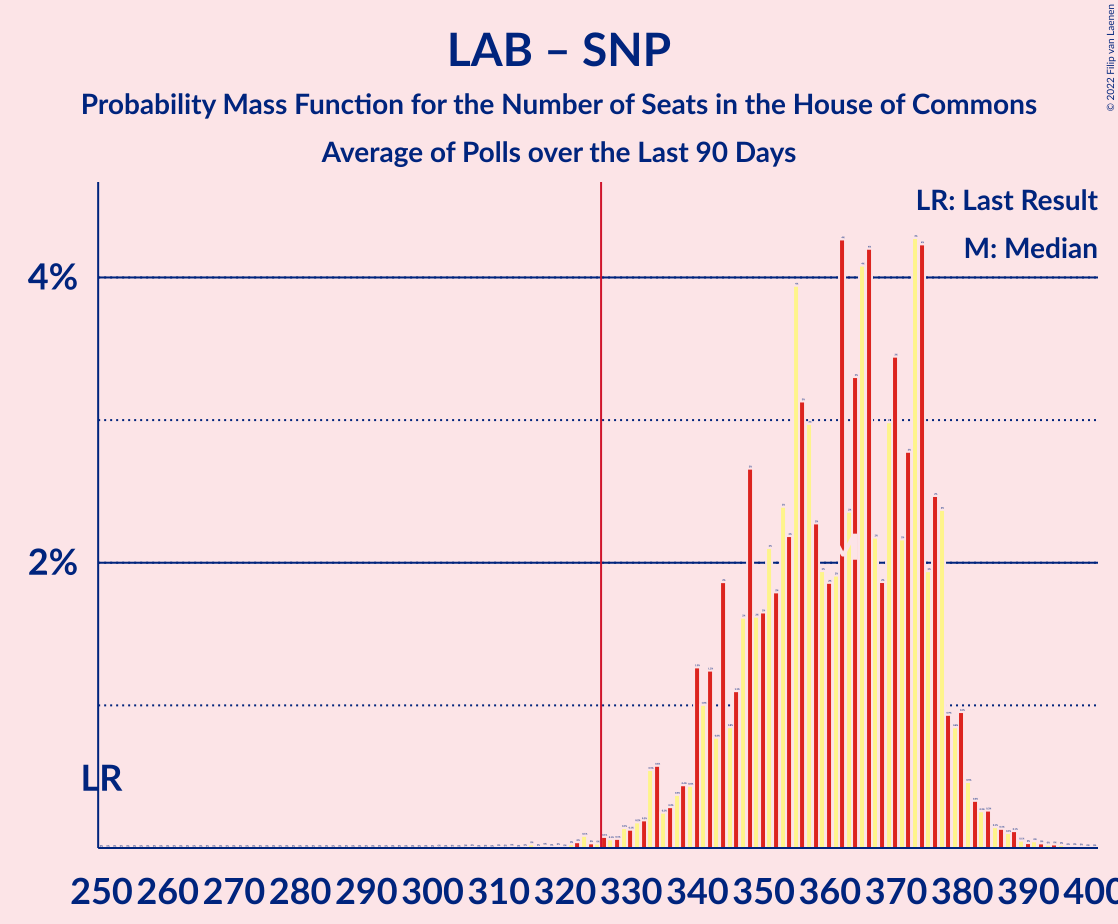 LAB – SNP
Probability Mass Function for the Number of Seats in the House of Commons
Average of Polls over the Last 90 Days
© 2022 Filip van Laenen
LR: Last Result
M: Median
4%
2%
LR
250 260 270 280 290 300 310 320 330 340 350 360 370 380 390 400